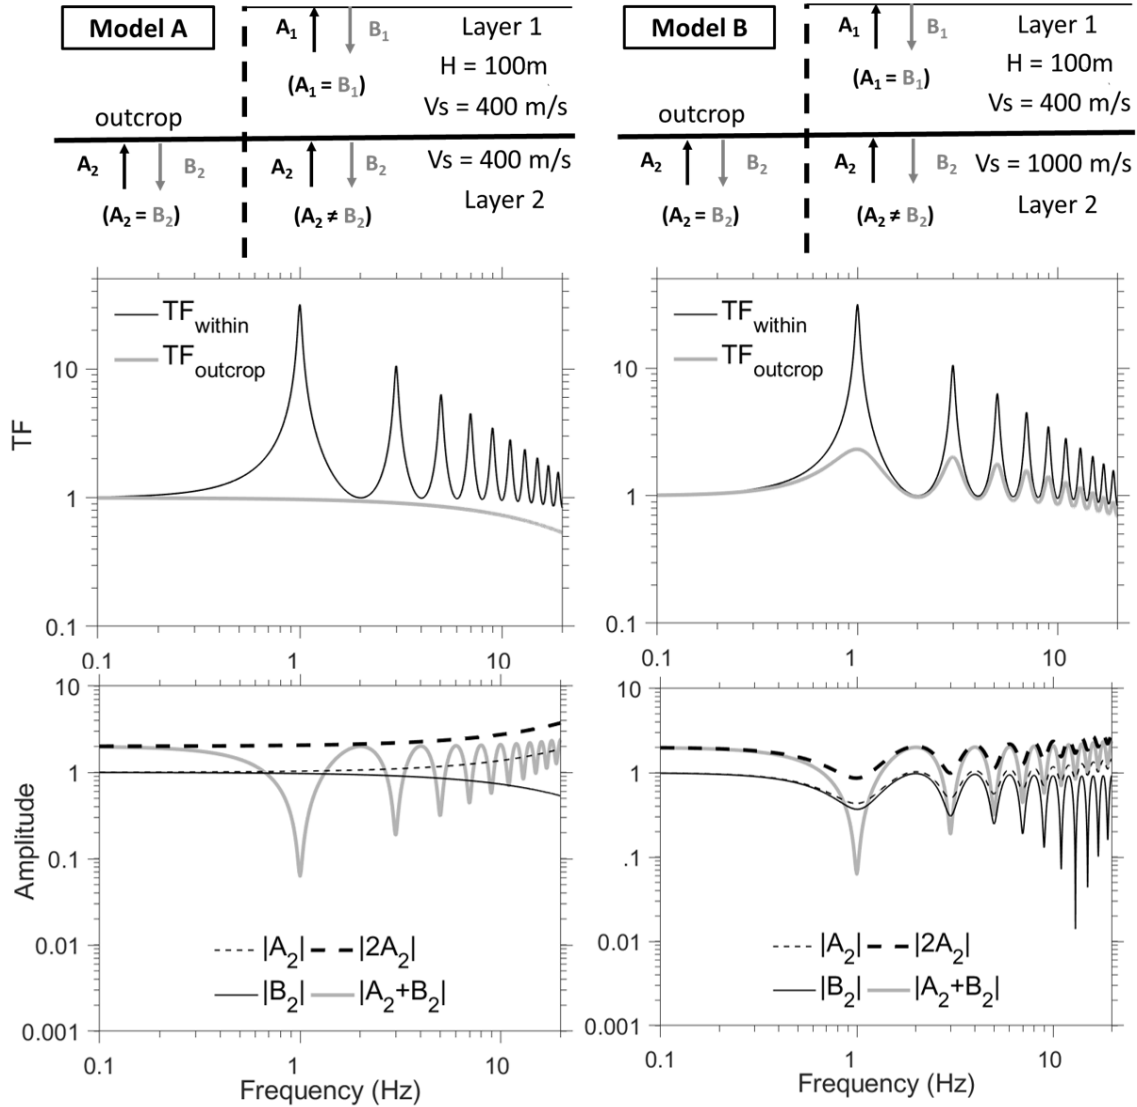 Model A
A1
B1
Layer 1
(A1 = B1)
H = 100m
Vs = 400 m/s
outcrop
A2
B2
A2
B2
Vs = 400 m/s
(A2 = B2)
(A2 ≠ B2)
Layer 2
Model B
A1
B1
Layer 1
(A1 = B1)
H = 100m
Vs = 400 m/s
outcrop
A2
B2
A2
B2
Vs = 1000 m/s
(A2 = B2)
(A2 ≠ B2)
Layer 2
TF
TFwithin
TFoutcrop
10
1
0.1
0.1
1
10
TFwithin
TFoutcrop
10
1
0.1
0.1
1
10
Amplitude
10
1
0.1
0.01
0.001
|A2|
|2A2|
|B2|
|A2+B2|
0.1
1
10
Frequency (Hz)
10
1
.1
0.01
0.001
|A2|
|2A2|
|B2|
|A2+B2|
0.1
1
10
Frequency (Hz)